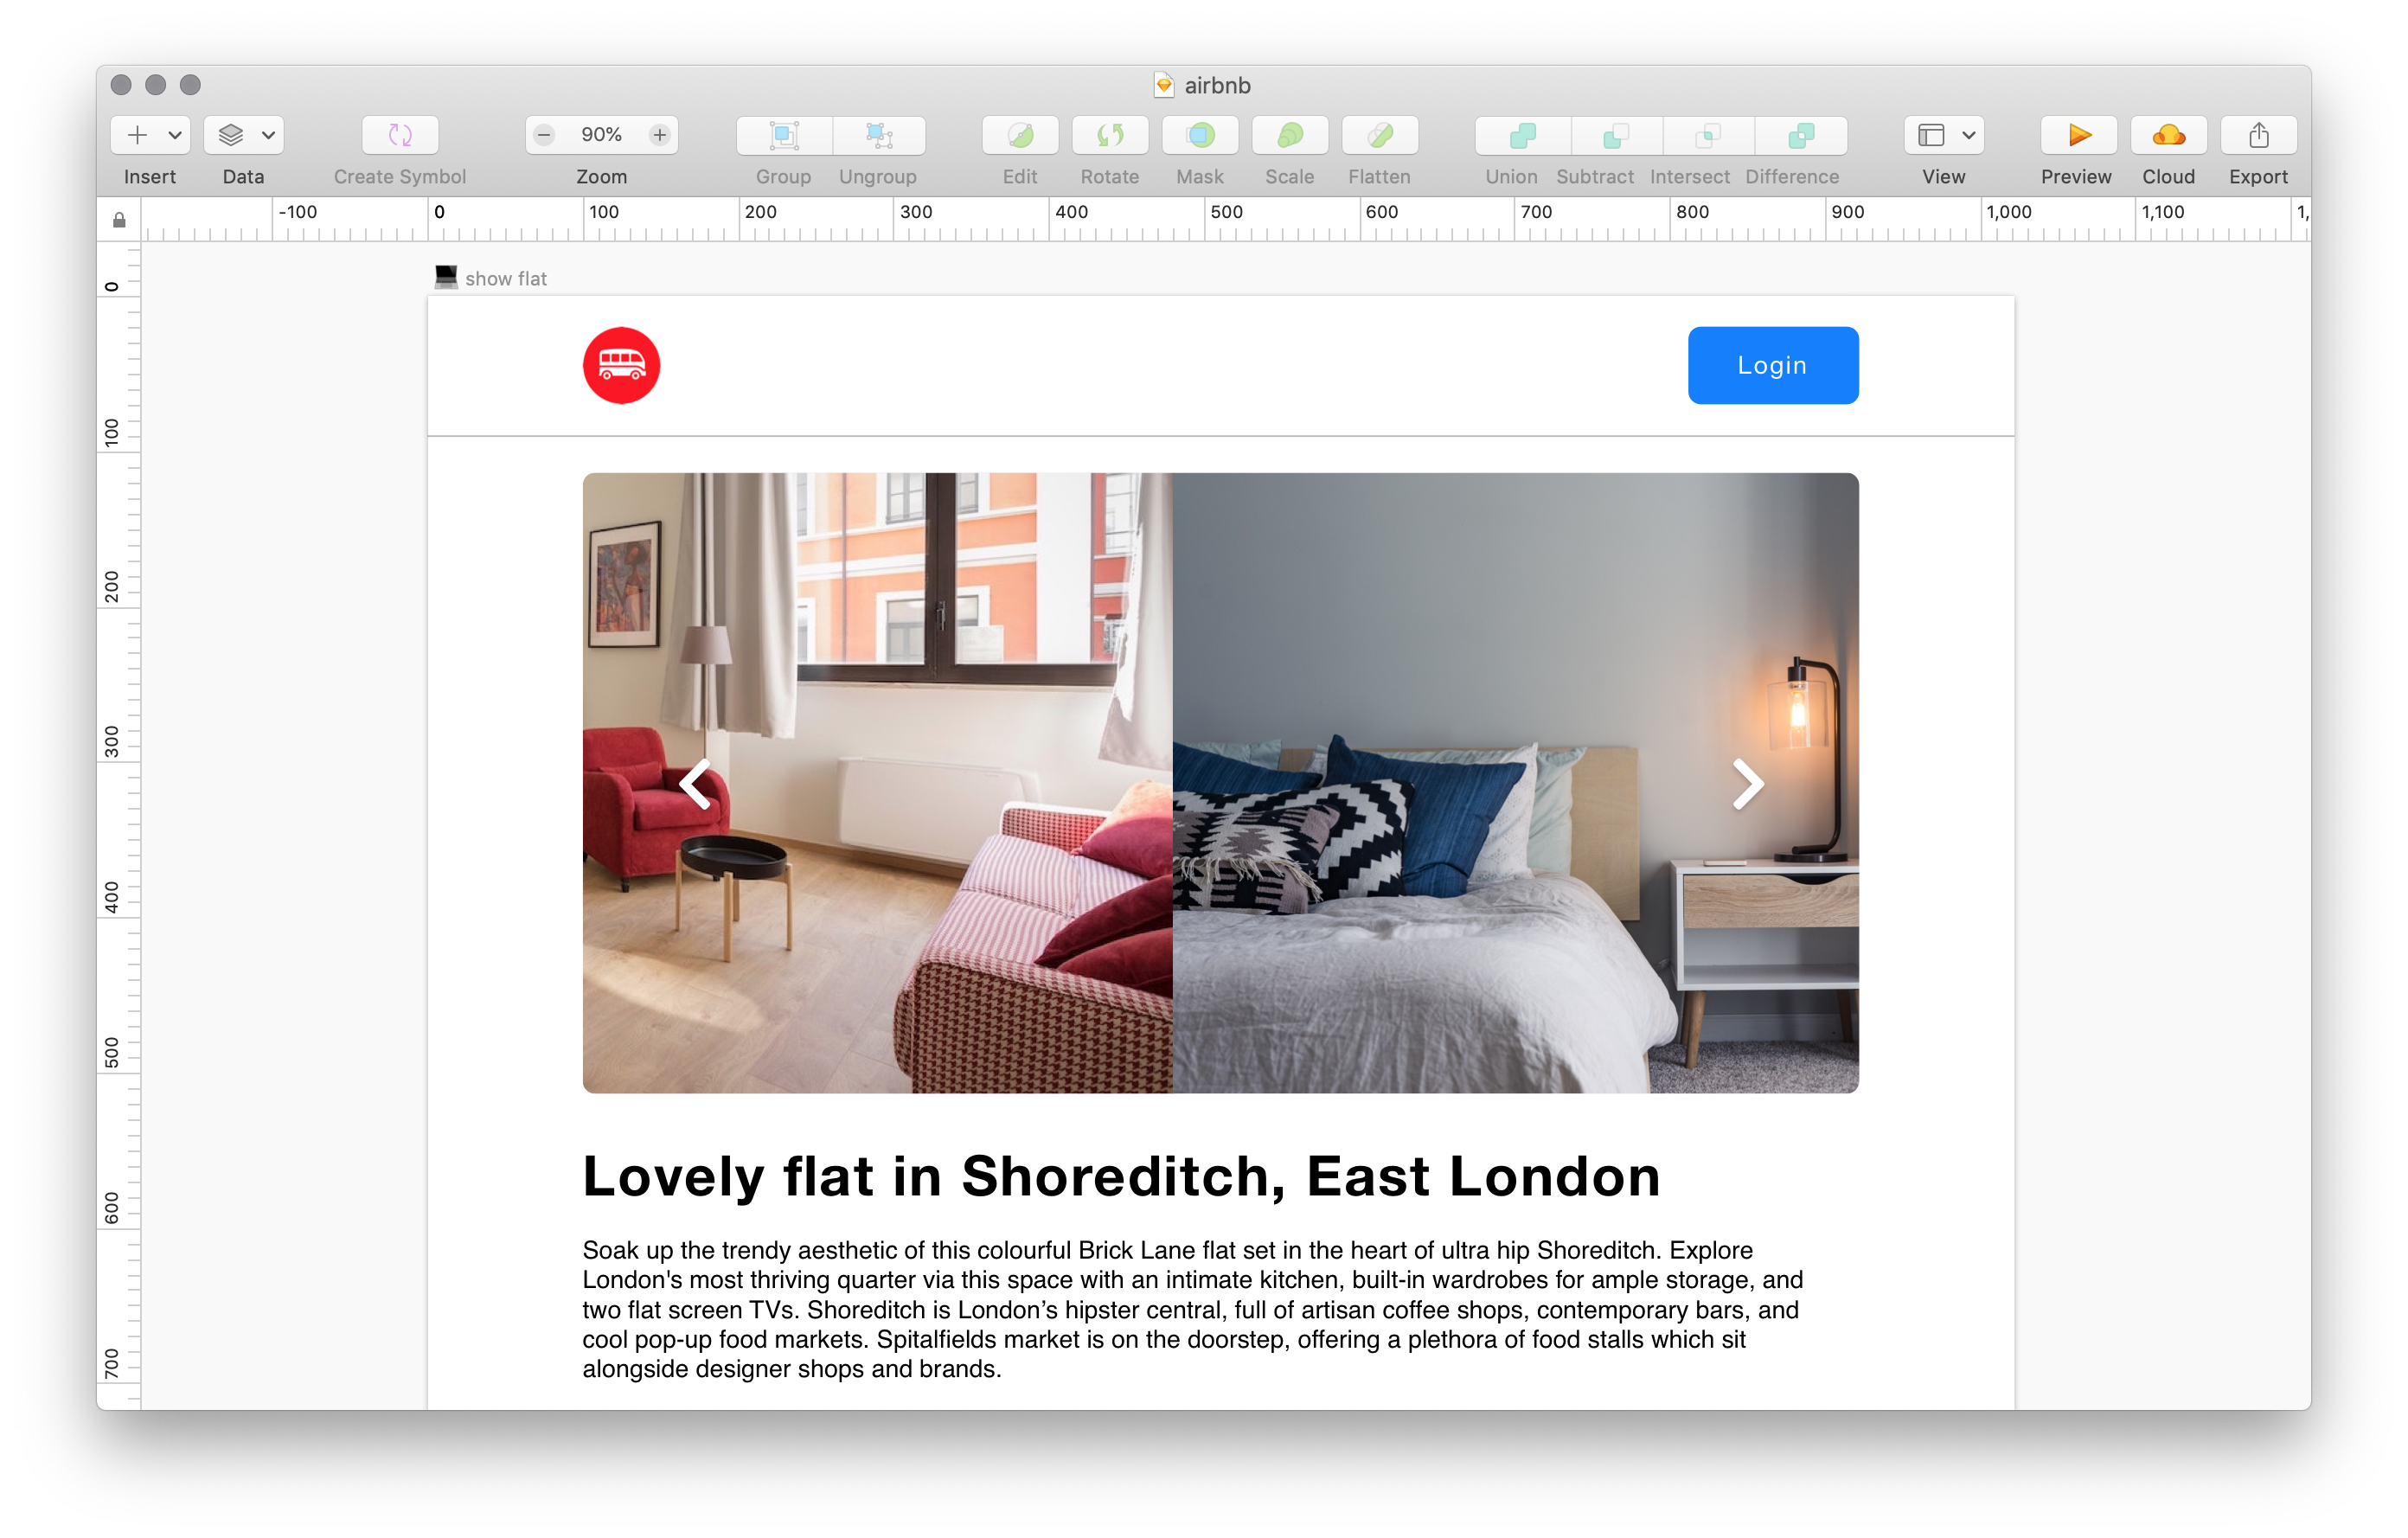 airbnb
90%
Insert Data Create Symbol Zoom Group Ungroup Edit Rotate Mask Scale Flatten Union Subtract Intersect Difference View Preview Cloud Export
-100 0 100 200 300 400 500 600 700 800 900 1,000 1,100 1,
show flat
0
100
200
300
400
500
600
700
Login
Lovely flat in Shoreditch, East London
Soak up the trendy aesthetic of this colourful Brick Lane flat set in the heart of ultra hip Shoreditch. Explore
London's most thriving quarter via this space with an intimate kitchen, built-in wardrobes for ample storage, and
two flat screen TVs. Shoreditch is London’s hipster central, full of artisan coffee shops, contemporary bars, and
cool pop-up food markets. Spitalfields market is on the doorstep, offering a plethora of food stalls which sit
alongside designer shops and brands.